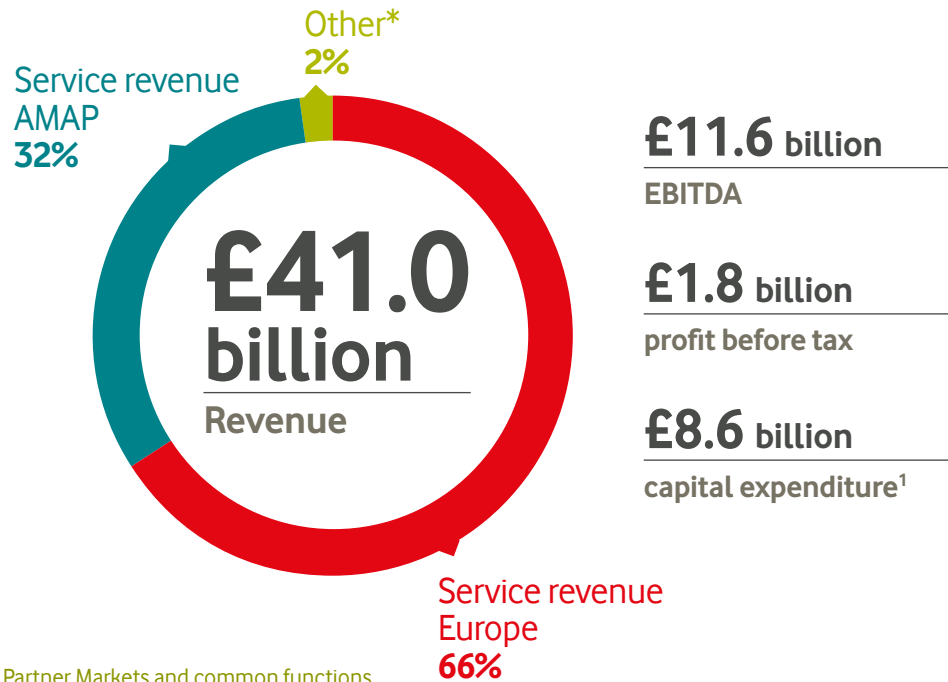 Other*
2%
Service revenue
AMAP
32%
£41.0
billion
Revenue
£11.6 billion
EBITDA
£1.8 billion
profit before tax
£8.6 billion
capital expenditure¹
Service revenue
Europe
66%
Partner Markets and common functions